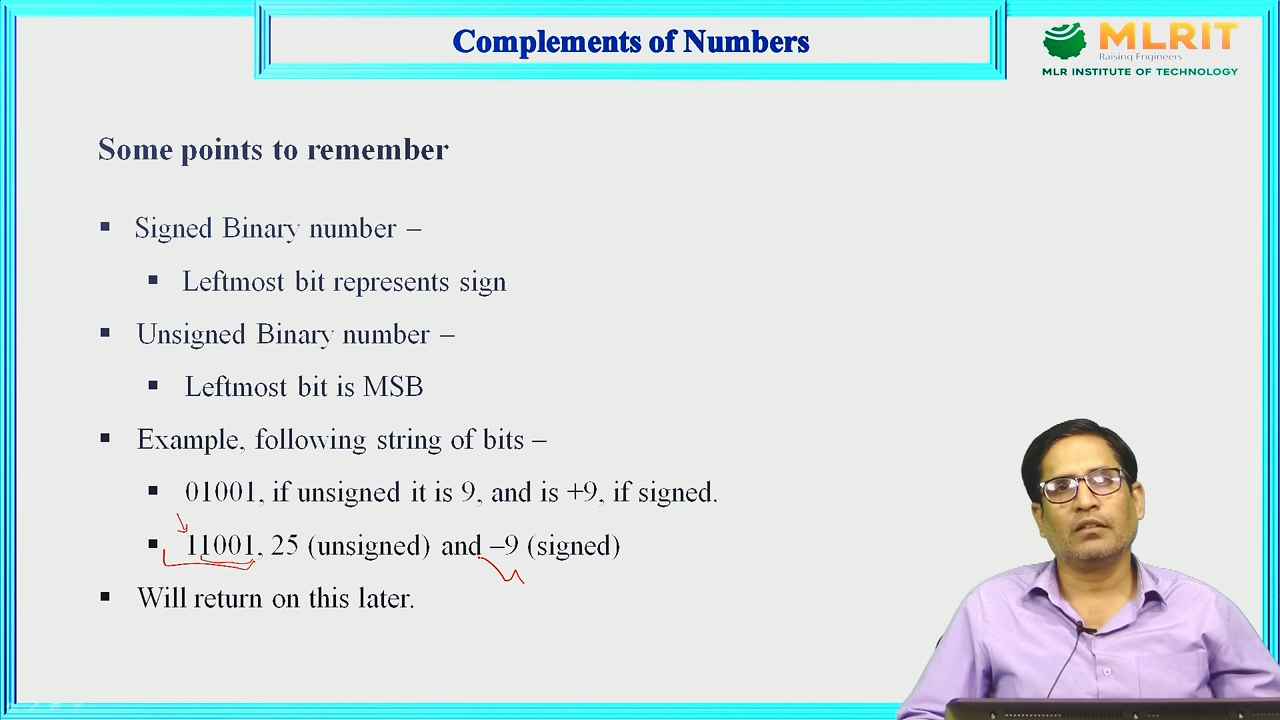 Complements of Numbers
MLRIT
Raising Engineers
MLR INSTITUTE OF TECHNOLOGY
Some points to remember
▪ Signed Binary number –
▪ Leftmost bit represents sign
▪ Unsigned Binary number –
▪ Leftmost bit is MSB
▪ Example, following string of bits –
▪ 01001, if unsigned it is 9, and is +9, if signed.
▪ 11001, 25 (unsigned) and –9 (signed)
▪ Will return on this later.